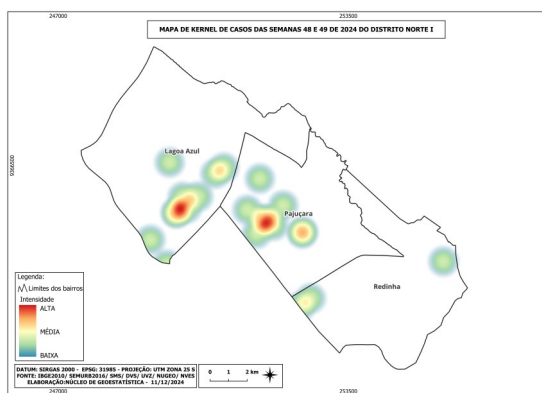 247000
253500
MAPA DE KERNEL DE CASOS DAS SEMANAS 48 E 49 DE 2024 DO DISTRITO NORTE I
9366500
Lagoa Azul
Pajuçara
Redinha
Legenda:
Limites dos bairros
Intensidade
ALTA
MÉDIA
BAIXA
DATUM: SIRGAS 2000 - EPSG: 31985 - PROJEÇÃO: UTM ZONA 25 S
FONTE: IBGE2010/ SEMURB2016/ SMS/ DVS/ UVZ/ NUGEO/ NVES
ELABORAÇÃO:NÚCLEO DE GEOESTATÍSTICA - 11/12/2024
0 1 2 km
247000
253500